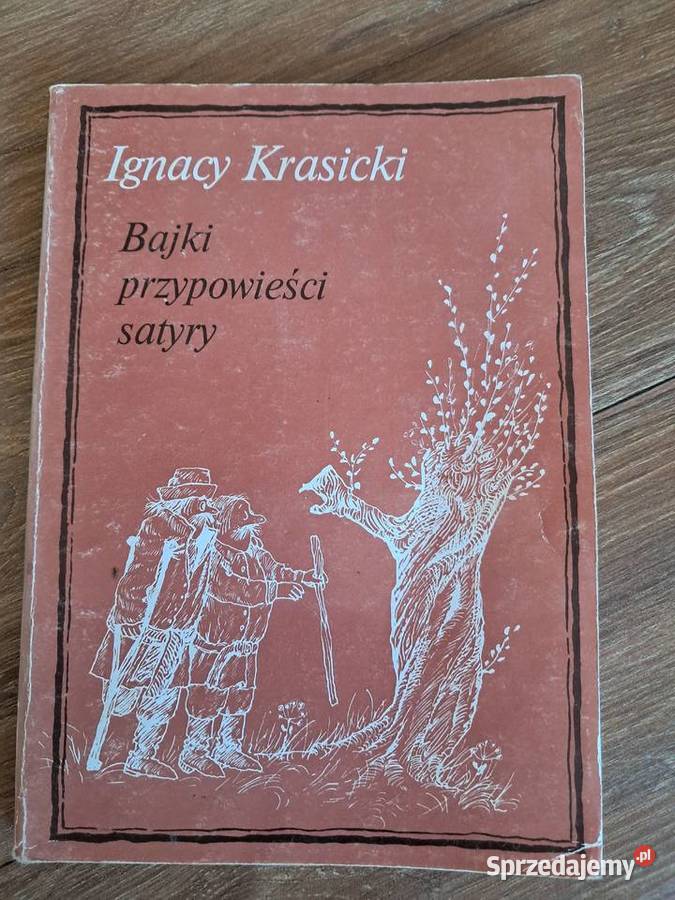 Ignacy Krasicki
Bajki
przypowieści
satyry
Sprzedajemy.pl